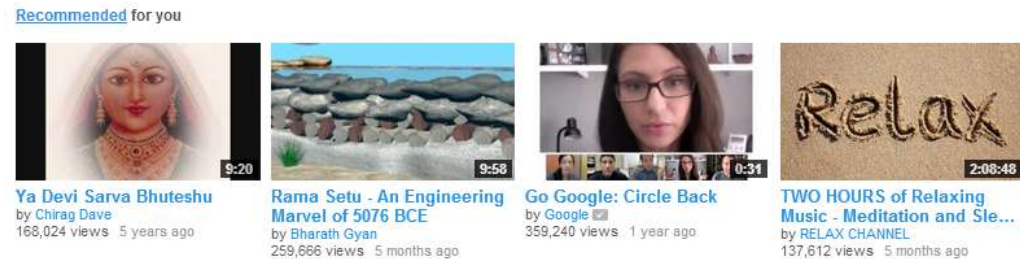 Recommended for you
9:20
9:58
0:31
Relax
2:08:48
Ya Devi Sarva Bhuteshu
by Chirag Dave
168,024 views 5 years ago
Rama Setu - An Engineering
Marvel of 5076 BCE
by Bharath Gyan
259,666 views 5 months ago
Go Google: Circle Back
by Google
359,240 views 1 year ago
TWO HOURS of Relaxing
Music - Meditation and Sle...
by RELAX CHANNEL
137,612 views 5 months ago